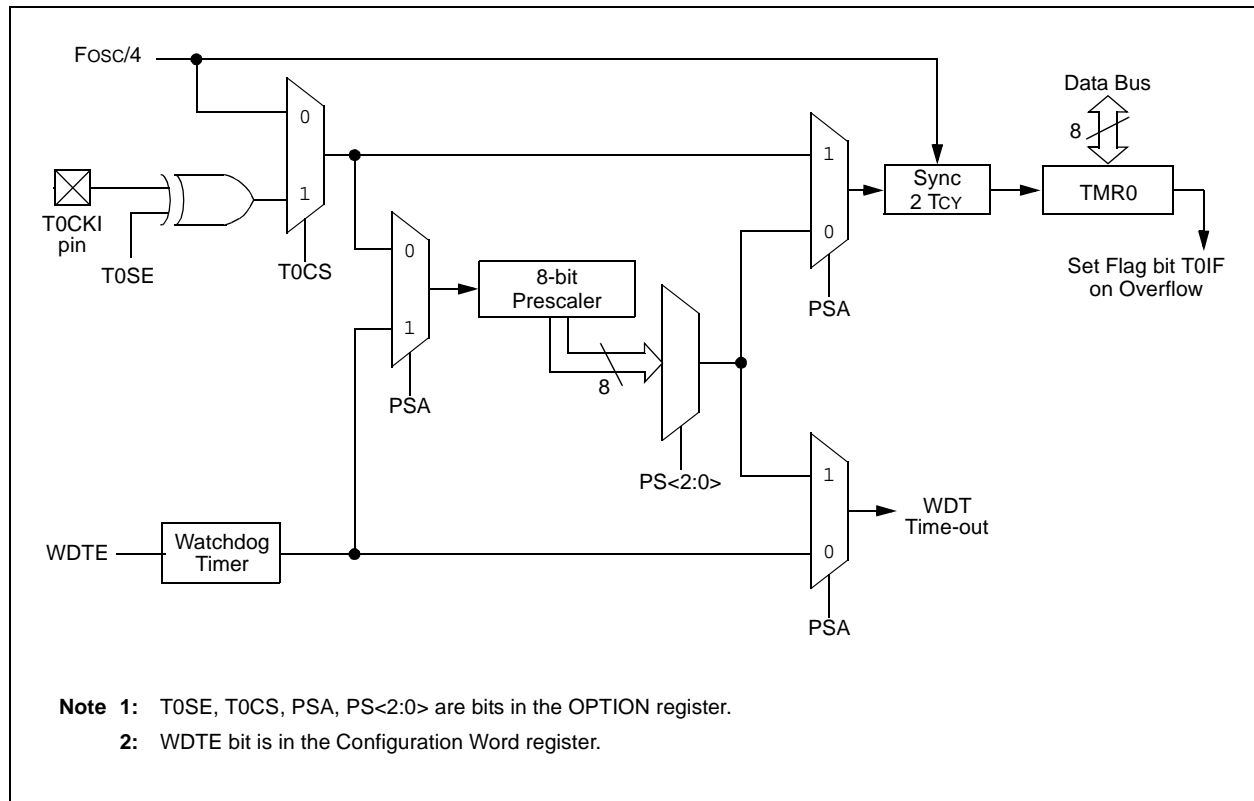 FOSC/4
0
1
T0CKI
pin
T0SE
T0CS
0
1
PSA
8-bit
Prescaler
8
PS<2:0>
1
0
PSA
Sync
2 TCY
Data Bus
8
TMR0
Set Flag bit T0IF
on Overflow
WDTE
Watchdog
Timer
1
0
PSA
WDT
Time-out
Note 1: T0SE, T0CS, PSA, PS<2:0> are bits in the OPTION register.
2: WDTE bit is in the Configuration Word register.